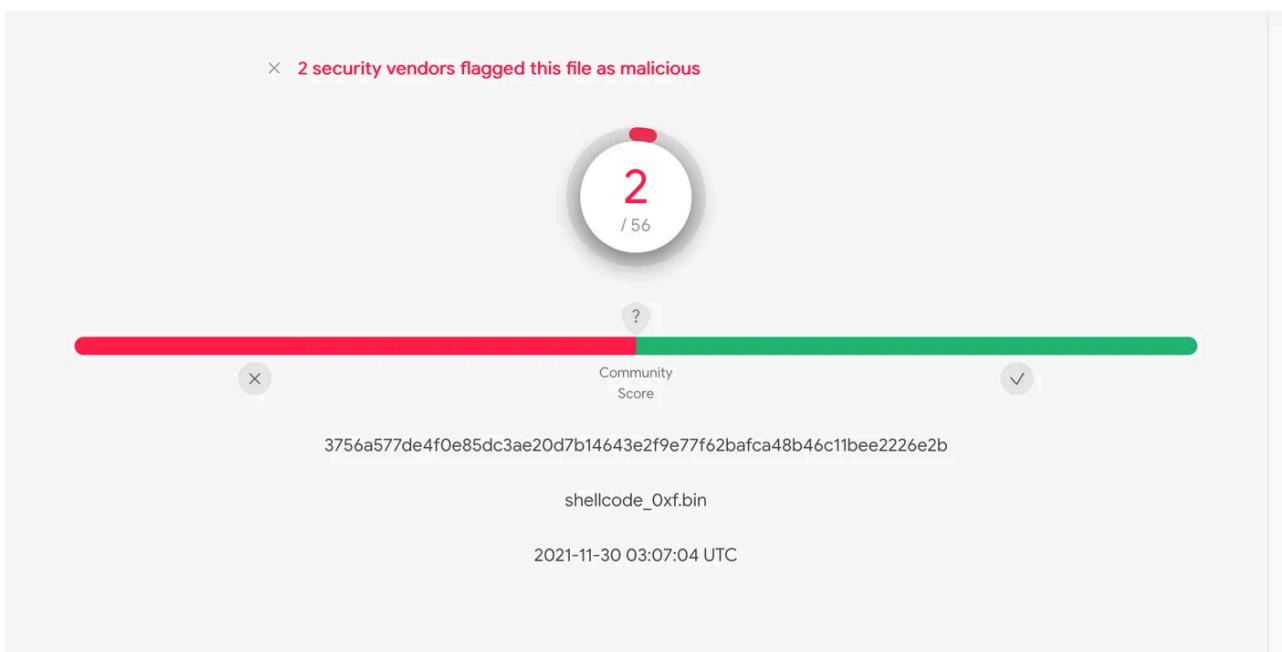 2 security vendors flagged this file as malicious
2
/ 56
?
Community
Score
3756a577de4f0e85dc3ae20d7b14643e2f9e77f62bafca48b46c11bee2226e2b
shellcode_0xf.bin
2021-11-30 03:07:04 UTC